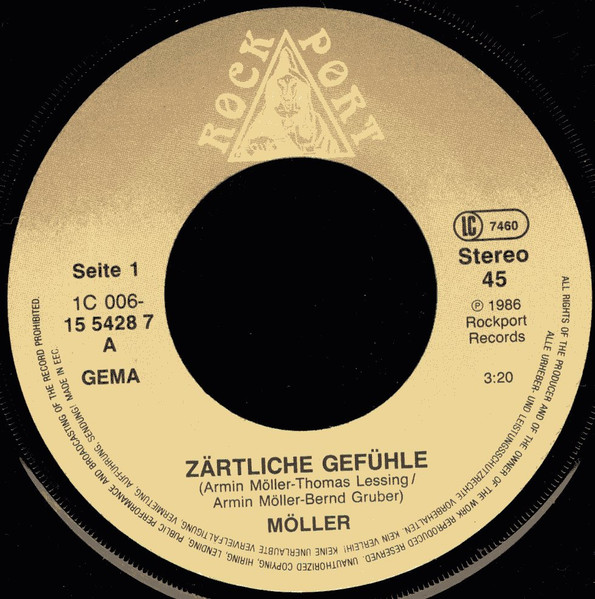 ROCK PORT
LC 7460
Stereo
45
Ⓟ 1986
Rockport
Records
3:20
Seite 1
1C 006-
15 5428 7
A
GEMA
ZÄRTLICHE GEFÜHLE
(Armin Möller-Thomas Lessing/
Armin Möller-Bernd Gruber)
MÖLLER
ALL RIGHTS OF THE PRODUCER AND OF THE OWNER OF THE WORK REPRODUCED RESERVED. UNAUTHORIZED COPYING, HIRING, LENDING, PUBLIC PERFORMANCE AND BROADCASTING OF THE RECORD PROHIBITED.
ALLE URHEBER- UND LEISTUNGSSCHUTZRECHTE VORBEHALTEN. KEIN VERLEIH! KEINE UNERLAUBTE VERVIELFÄLTIGUNG, VERMIETUNG, AUFFÜHRUNG, SENDUNG! MADE IN EEC.